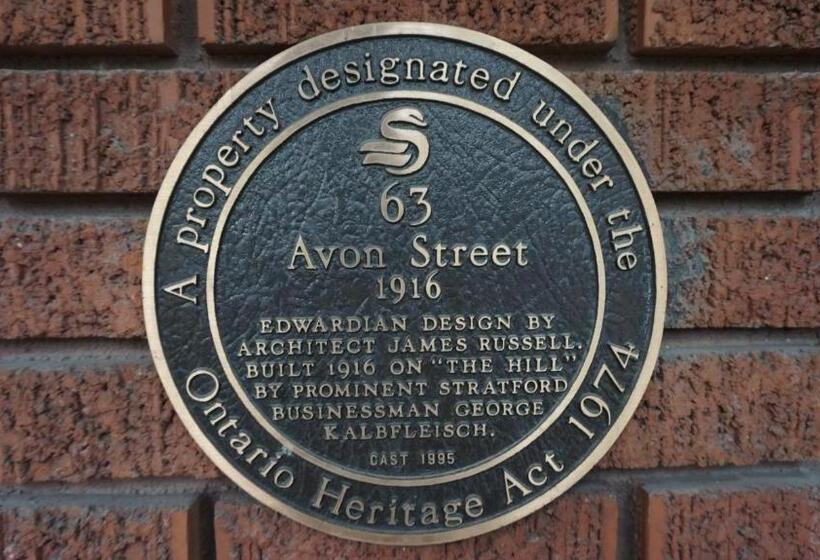 A property designated under the
Ontario Heritage Act 1974
S
63
Avon Street
1916
EDWARDIAN DESIGN BY
ARCHITECT JAMES RUSSELL.
BUILT 1916 ON "THE HILL"
BY PROMINENT STRATFORD
BUSINESSMAN GEORGE
KALBFLEISCH.
CAST 1995